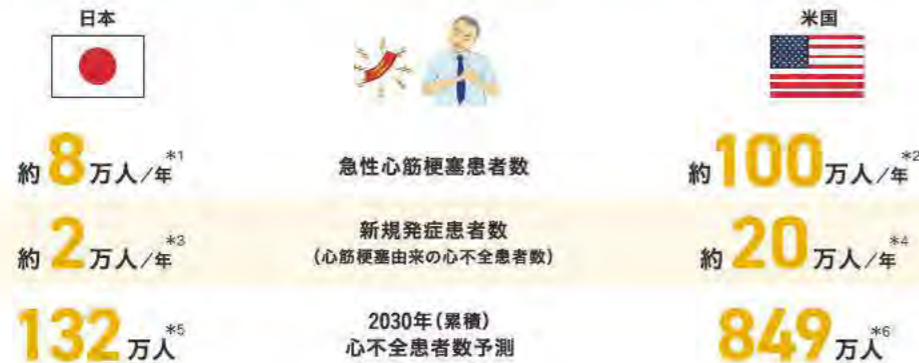 日本
米国
約8万人/年*1
急性心筋梗塞患者数
約100万人/年*2
約2万人/年*3
新規発症患者数
(心筋梗塞由来の心不全患者数)
約20万人/年*4
132万人*5
2030年(累積)
心不全患者数予測
849万人*6